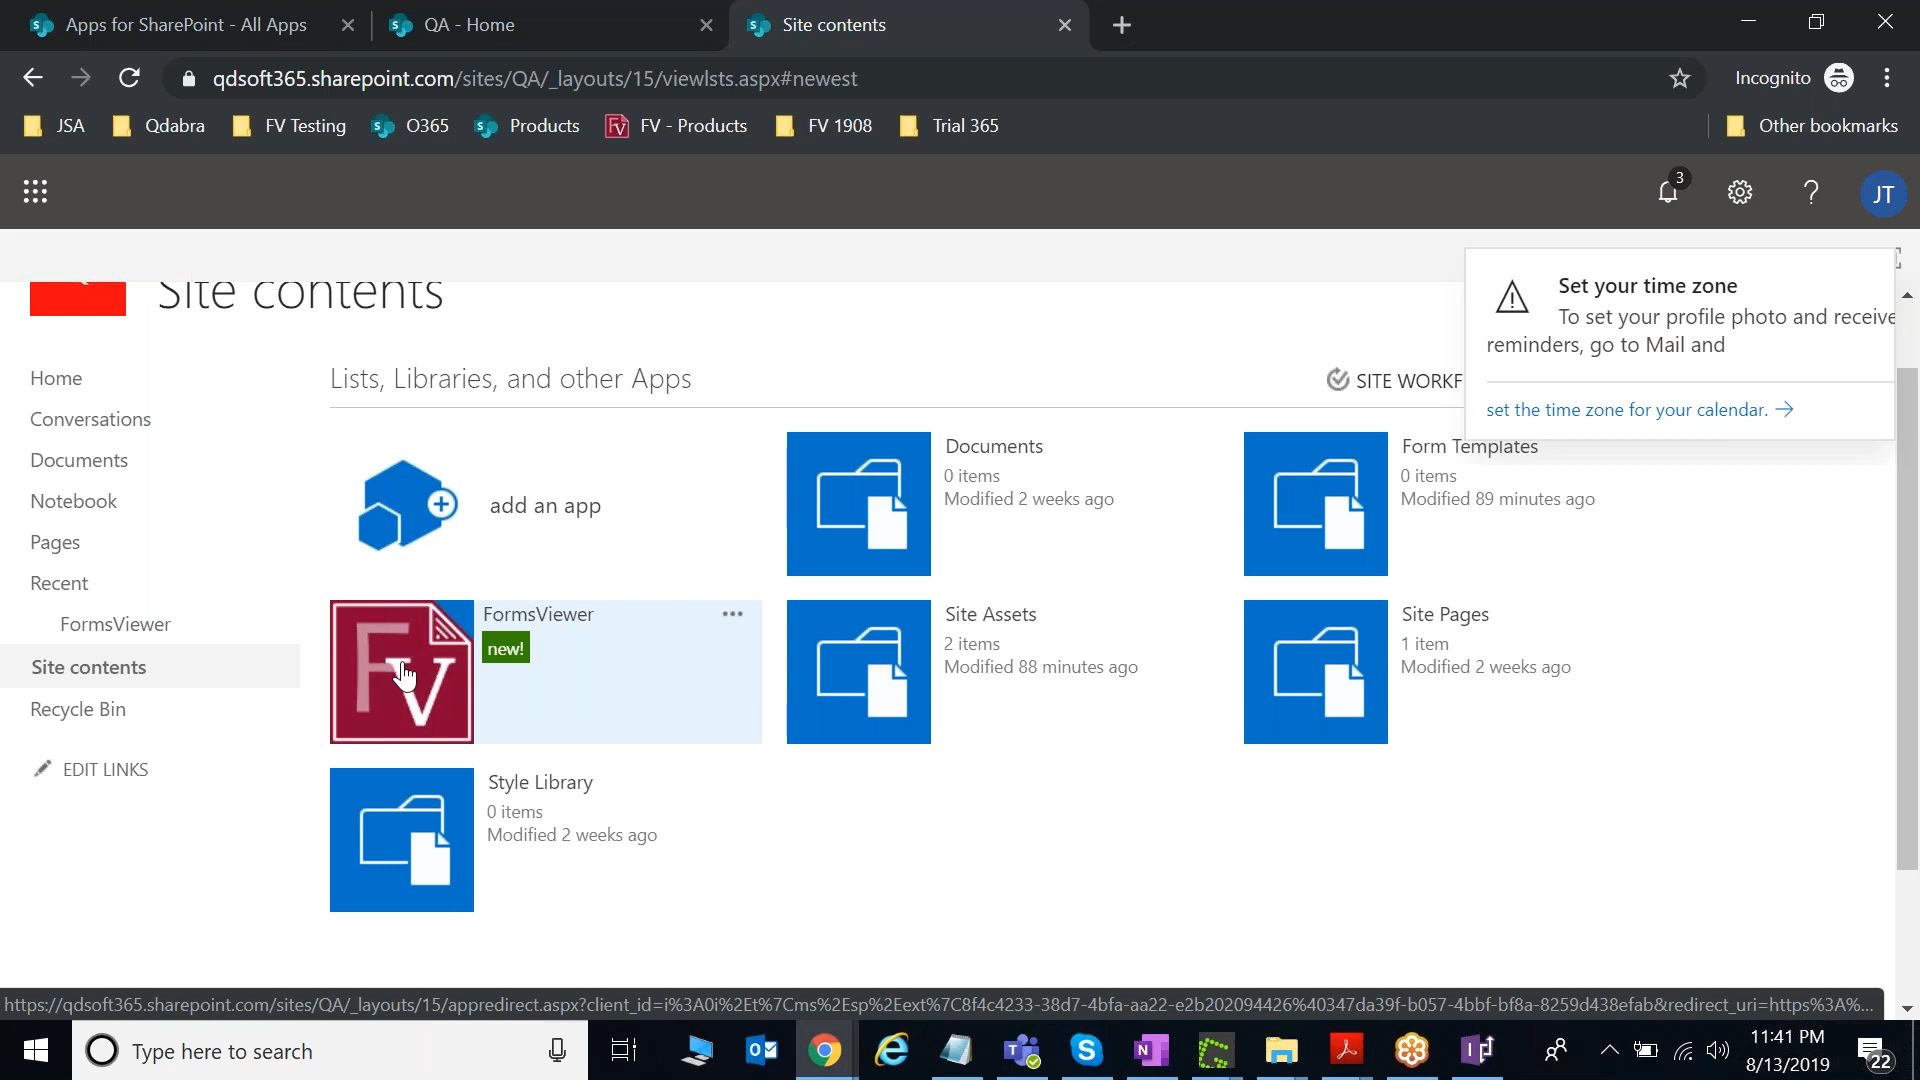 Apps for SharePoint - All Apps
QA - Home
Site contents
qdsoft365.sharepoint.com/sites/QA/_layouts/15/viewlsts.aspx#newest
Incognito
JSA
Qdabra
FV Testing
O365
Products
FV - Products
FV 1908
Trial 365
Other bookmarks
3
JT
Site contents
Set your time zone
To set your profile photo and receive
reminders, go to Mail and
set the time zone for your calendar.
Home
Conversations
Documents
Notebook
Pages
Recent
FormsViewer
Site contents
Recycle Bin
EDIT LINKS
Lists, Libraries, and other Apps
SITE WORKF
add an app
Documents
0 items
Modified 2 weeks ago
Form Templates
0 items
Modified 89 minutes ago
FV
FormsViewer
new!
Site Assets
2 items
Modified 88 minutes ago
Site Pages
1 item
Modified 2 weeks ago
Style Library
0 items
Modified 2 weeks ago
https://qdsoft365.sharepoint.com/sites/QA/_layouts/15/appredirect.aspx?client_id=i%3A0i%2Et%7Cms%2Esp%2Eext%7C8f4c4233-38d7-4bfa-aa22-e2b202094426%40347da39f-b057-4bbf-bf8a-8259d438efab&redirect_uri=https%3A%...
Type here to search
11:41 PM
8/13/2019
22